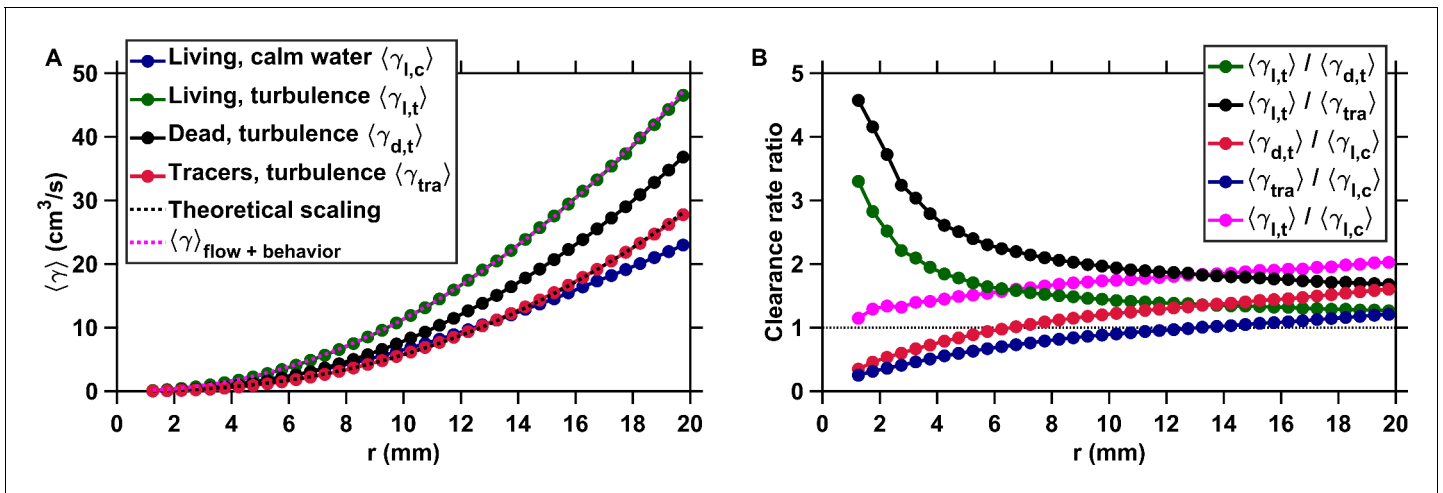 A
Living, calm water ⟨γl,c⟩
Living, turbulence ⟨γl,t⟩
Dead, turbulence ⟨γd,t⟩
Tracers, turbulence ⟨γtra⟩
Theoretical scaling
⟨γ⟩flow + behavior
⟨γ⟩ (cm³/s)
50
40
30
20
10
0
0 2 4 6 8 10 12 14 16 18 20
r (mm)
B
⟨γl,t⟩ / ⟨γd,t⟩
⟨γl,t⟩ / ⟨γtra⟩
⟨γd,t⟩ / ⟨γl,c⟩
⟨γtra⟩ / ⟨γl,c⟩
⟨γl,t⟩ / ⟨γl,c⟩
Clearance rate ratio
5
4
3
2
1
0
0 2 4 6 8 10 12 14 16 18 20
r (mm)